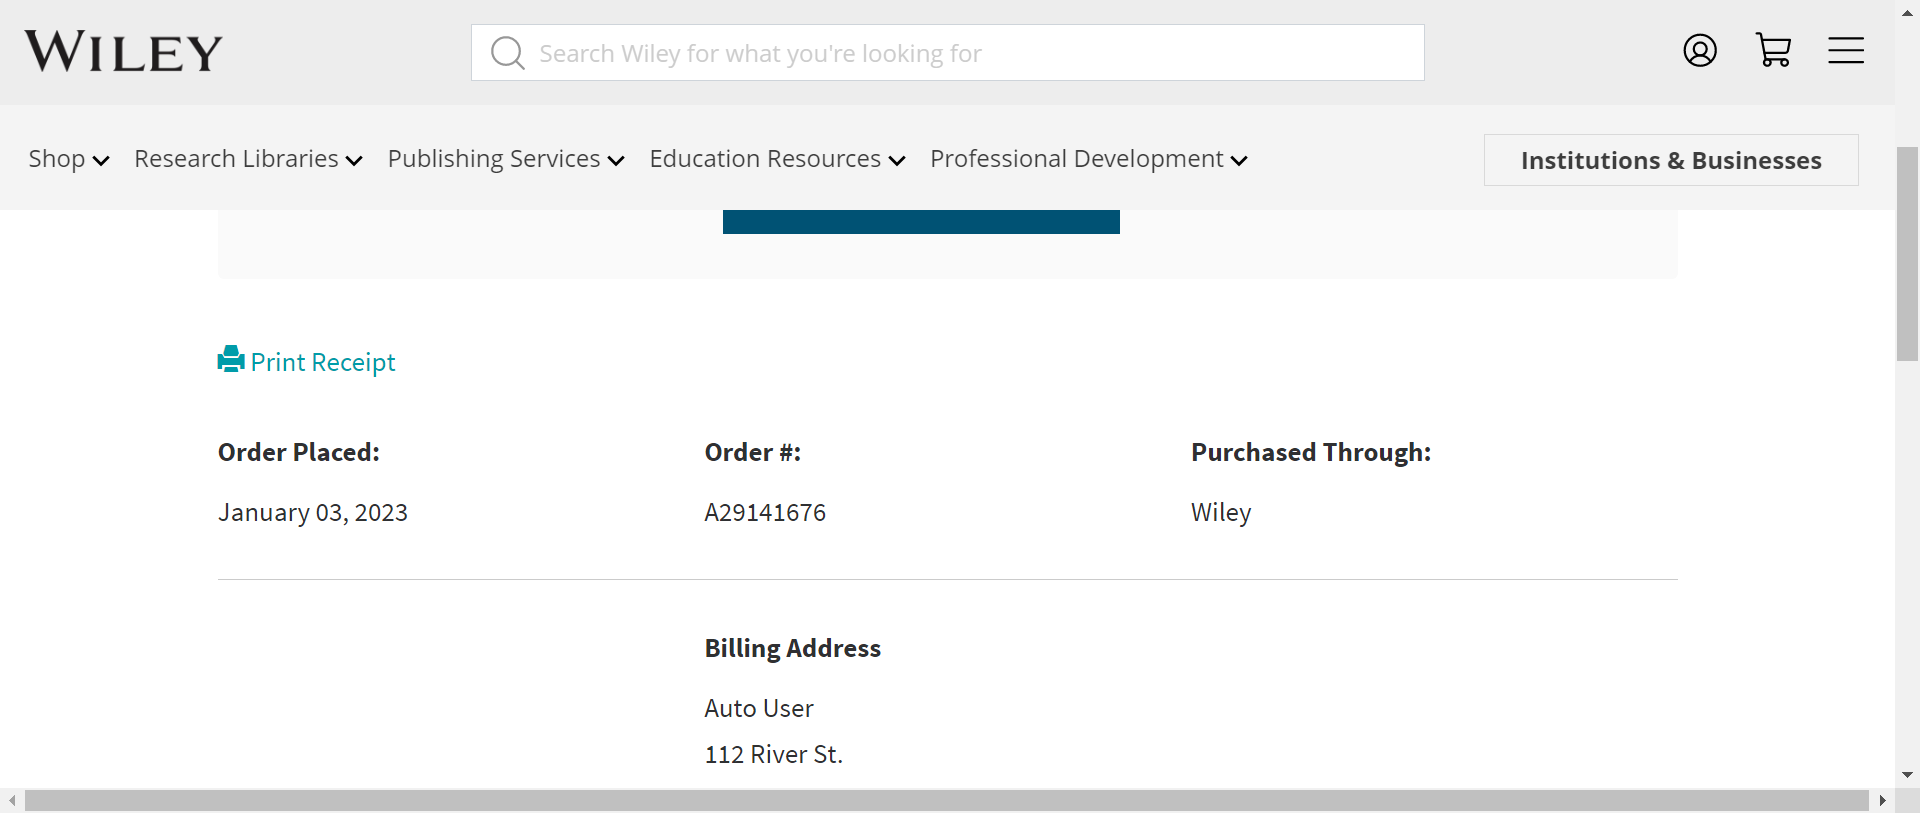 WILEY
Search Wiley for what you're looking for
Shop Research Libraries Publishing Services Education Resources Professional Development Institutions & Businesses
Print Receipt
Order Placed: Order #: Purchased Through:
January 03, 2023 A29141676 Wiley
Billing Address
Auto User
112 River St.